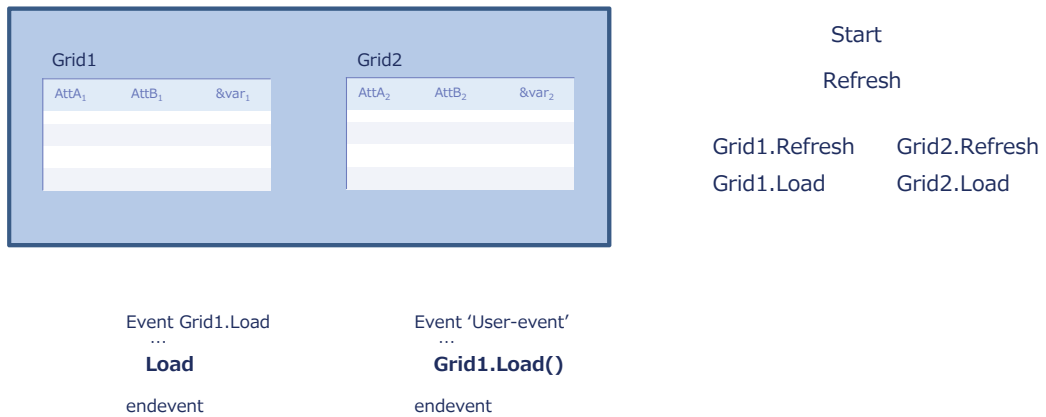 Grid1
AttA₁ AttB₁ &var₁
Grid2
AttA₂ AttB₂ &var₂
Start
Refresh
Grid1.Refresh Grid2.Refresh
Grid1.Load Grid2.Load
Event Grid1.Load
...
Load
endevent
Event ‘User-event’
...
Grid1.Load()
endevent